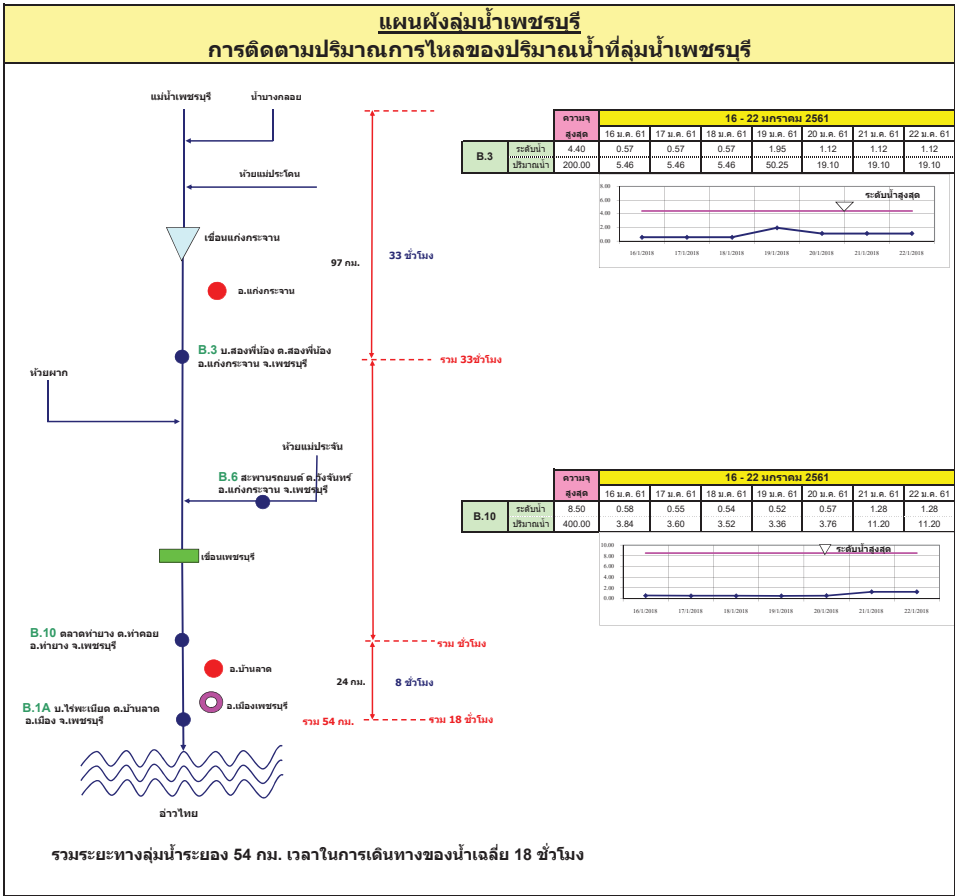 แผนผังลุ่มน้ำเพชรบุรี
การติดตามปริมาณการไหลของปริมาณน้ำที่ลุ่มน้ำเพชรบุรี
แม่น้ำเพชรบุรี
น้ำบางกลอย
ห้วยแม่ประโดน
เขื่อนแก่งกระจาน
97 กม.
33 ชั่วโมง
อ.แก่งกระจาน
B.3 บ.สองพี่น้อง ต.สองพี่น้อง
อ.แก่งกระจาน จ.เพชรบุรี
รวม 33ชั่วโมง
ห้วยผาก
ห้วยแม่ประจัน
B.6 สะพานรถยนต์ ต.วังจันทร์
อ.แก่งกระจาน จ.เพชรบุรี
เขื่อนเพชรบุรี
B.10 ตลาดท่ายาง ต.ท่าคอย
อ.ท่ายาง จ.เพชรบุรี
รวม ชั่วโมง
อ.บ้านลาด
24 กม.
8 ชั่วโมง
อ.เมืองเพชรบุรี
B.1A บ.ไร่พะเนียด ต.บ้านลาด
อ.เมือง จ.เพชรบุรี
รวม 54 กม.
รวม 18 ชั่วโมง
อ่าวไทย
รวมระยะทางลุ่มน้ำระยอง 54 กม. เวลาในการเดินทางของน้ำเฉลี่ย 18 ชั่วโมง
ความจุ 16 - 22 มกราคม 2561
สูงสุด 16 ม.ค. 61 17 ม.ค. 61 18 ม.ค. 61 19 ม.ค. 61 20 ม.ค. 61 21 ม.ค. 61 22 ม.ค. 61
B.3
ระดับน้ำ 4.40 0.57 0.57 0.57 1.95 1.12 1.12 1.12
ปริมาณน้ำ 200.00 5.46 5.46 5.46 50.25 19.10 19.10 19.10
8.00
6.00
4.00
2.00
0.00
ระดับน้ำสูงสุด
16/1/2018 17/1/2018 18/1/2018 19/1/2018 20/1/2018 21/1/2018 22/1/2018
ความจุ 16 - 22 มกราคม 2561
สูงสุด 16 ม.ค. 61 17 ม.ค. 61 18 ม.ค. 61 19 ม.ค. 61 20 ม.ค. 61 21 ม.ค. 61 22 ม.ค. 61
B.10
ระดับน้ำ 8.50 0.58 0.55 0.54 0.52 0.57 1.28 1.28
ปริมาณน้ำ 400.00 3.84 3.60 3.52 3.36 3.76 11.20 11.20
10.00
8.00
6.00
4.00
2.00
0.00
ระดับน้ำสูงสุด
16/1/2018 17/1/2018 18/1/2018 19/1/2018 20/1/2018 21/1/2018 22/1/2018